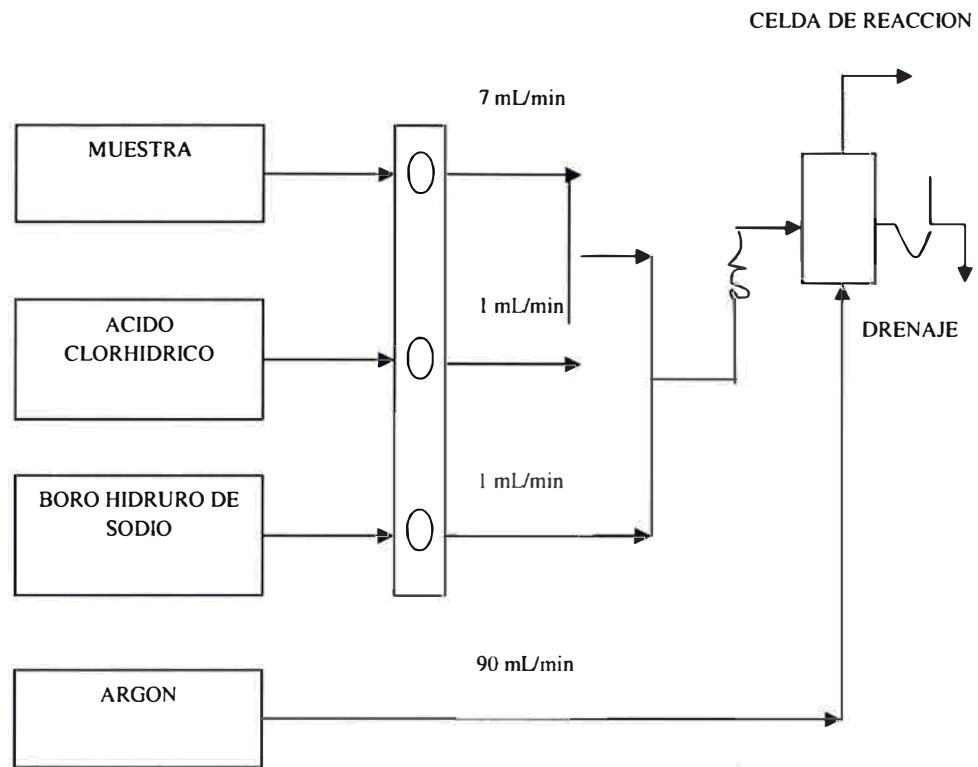 CELDA DE REACCION
7 mL/min
MUESTRA
1 mL/min
ACIDO
CLORHIDRICO
DRENAJE
1 mL/min
BORO HIDRURO DE
SODIO
90 mL/min
ARGON